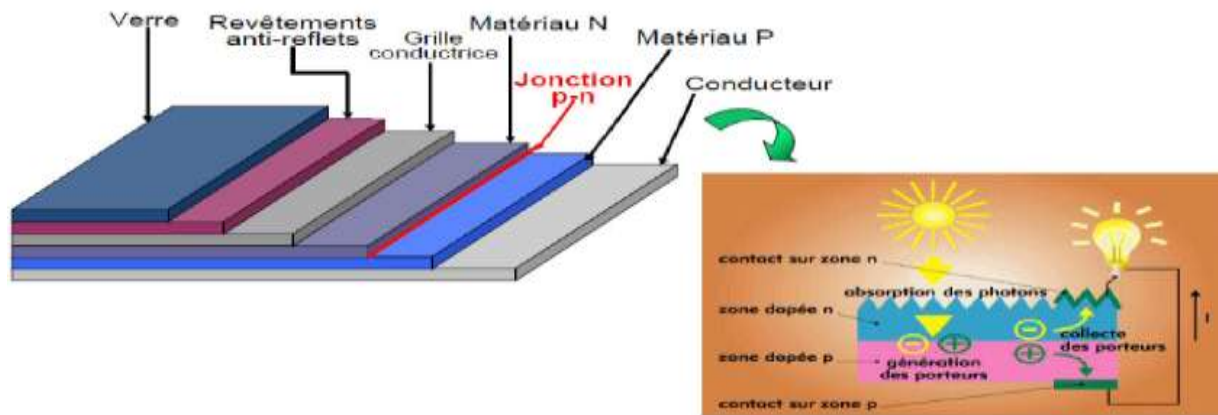 Verre
Revêtements
anti-reflets
Grille
conductrice
Matériau N
Matériau P
Jonction
p-n
Conducteur
contact sur zone n
absorption des photons
zone dopée n
collecte
des porteurs
zone dopée p
génération
des porteurs
contact sur zone p
I